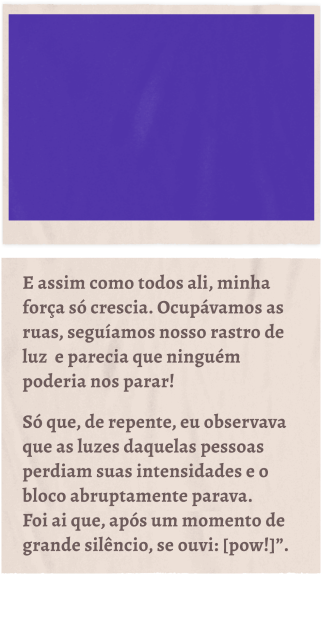 E assim como todos ali, minha
força só crescia. Ocupávamos as
ruas, seguíamos nosso rastro de
luz  e parecia que ninguém
poderia nos parar!
Só que, de repente, eu observava
que as luzes daquelas pessoas
perdiam suas intensidades e o
bloco abruptamente parava.
Foi ai que, após um momento de
grande silêncio, se ouvi: [pow!]”.